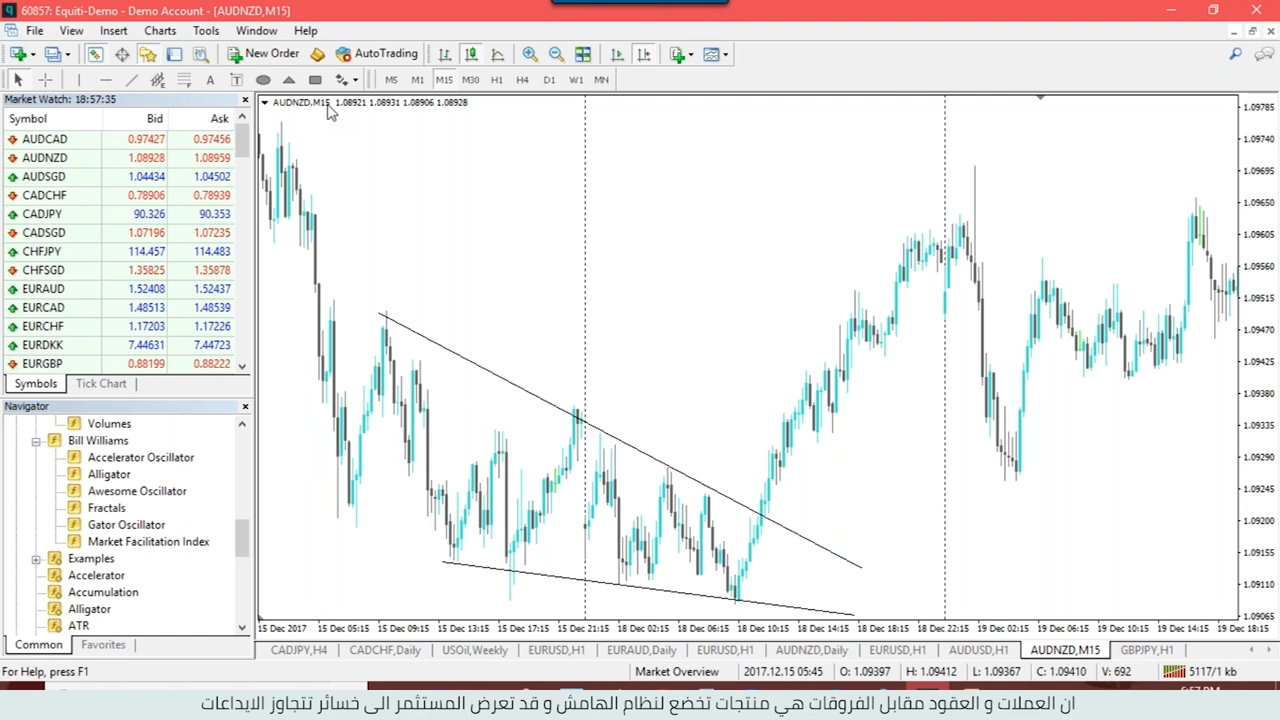 60857: Equiti-Demo - Demo Account - [AUDNZD,M15]
File View Insert Charts Tools Window Help
New Order AutoTrading
A T M5 M1 M15 M30 H1 H4 D1 W1 MN
Market Watch: 18:57:35
Symbol Bid Ask
AUDCAD 0.97427 0.97456
AUDNZD 1.08928 1.08959
AUDSGD 1.04434 1.04502
CADCHF 0.78906 0.78939
CADJPY 90.326 90.353
CADSGD 1.07196 1.07235
CHFJPY 114.457 114.483
CHFSGD 1.35825 1.35878
EURAUD 1.52408 1.52437
EURCAD 1.48513 1.48539
EURCHF 1.17203 1.17226
EURDKK 7.44631 7.44723
EURGBP 0.88199 0.88222
Symbols Tick Chart
Navigator
Volumes
Bill Williams
Accelerator Oscillator
Alligator
Awesome Oscillator
Fractals
Gator Oscillator
Market Facilitation Index
Examples
Accelerator
Accumulation
Alligator
ATR
Common Favorites
AUDNZD,M15 1.08921 1.08931 1.08906 1.08928
1.09785
1.09740
1.09695
1.09650
1.09605
1.09560
1.09515
1.09470
1.09425
1.09380
1.09335
1.09290
1.09245
1.09200
1.09155
1.09110
1.09065
15 Dec 2017 15 Dec 05:15 15 Dec 09:15 15 Dec 13:15 15 Dec 17:15 15 Dec 21:15 18 Dec 02:15 18 Dec 06:15 18 Dec 10:15 18 Dec 14:15 18 Dec 18:15 18 Dec 22:15 19 Dec 02:15 19 Dec 06:15 19 Dec 10:15 19 Dec 14:15 19 Dec 18:15
CADJPY,H4 CADCHF,Daily USOil,Weekly EURUSD,H1 EURAUD,Daily EURUSD,H1 AUDNZD,Daily EURUSD,H1 AUDUSD,H1 AUDNZD,M15 GBPJPY,H1
For Help, press F1 Market Overview 2017.12.15 05:45 O: 1.09397 H: 1.09412 L: 1.09367 C: 1.09410 V: 692 5117/1 kb
ان العملات و العقود مقابل الفروقات هي منتجات تخضع لنظام الهامش و قد تعرض المستثمر الى خسائر تتجاوز الايداعات